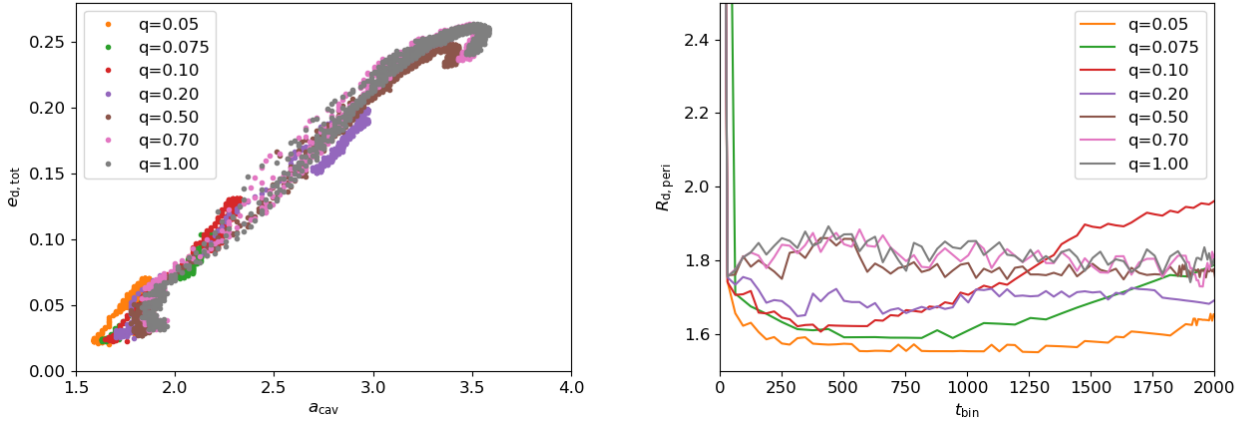 0.25
0.20
0.15
0.10
0.05
0.00
e_d,tot
q=0.05
q=0.075
q=0.10
q=0.20
q=0.50
q=0.70
q=1.00
1.5 2.0 2.5 3.0 3.5 4.0
a_cav
2.4
2.2
2.0
1.8
1.6
R_d,peri
q=0.05
q=0.075
q=0.10
q=0.20
q=0.50
q=0.70
q=1.00
0 250 500 750 1000 1250 1500 1750 2000
t_bin